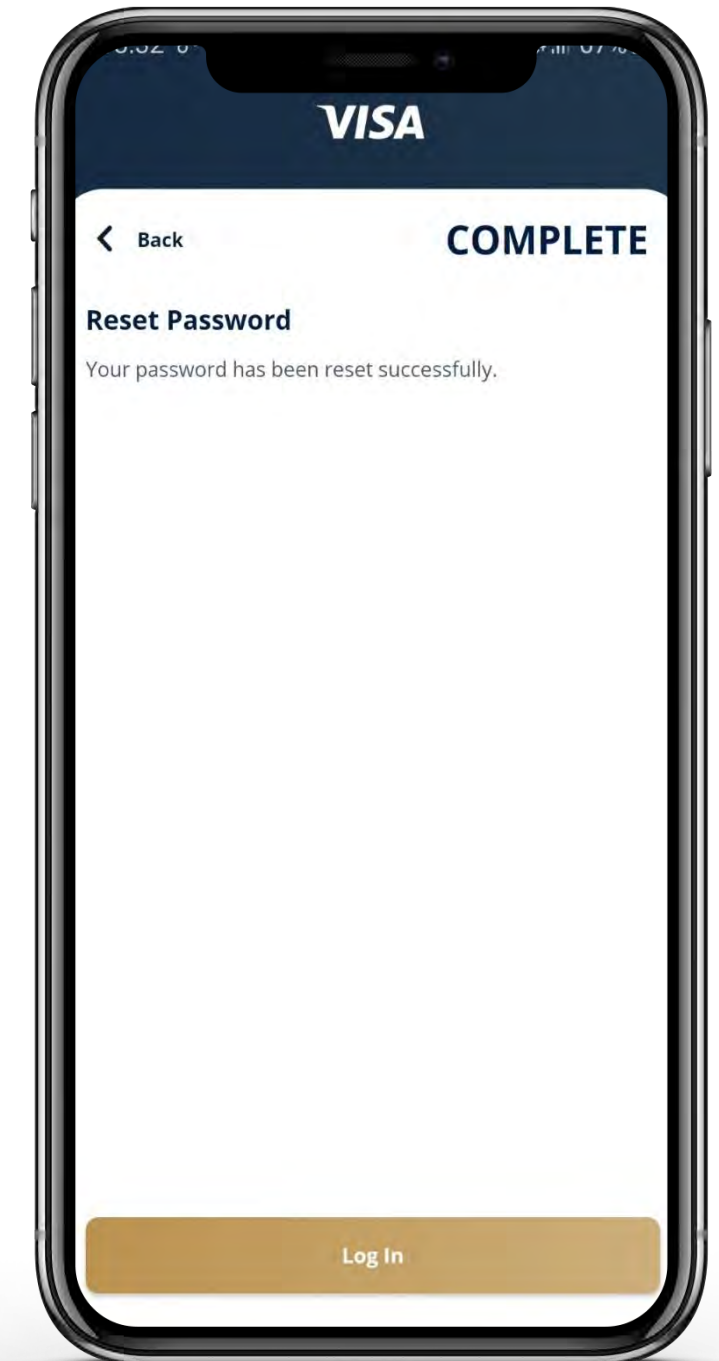 VISA
Back
COMPLETE
Reset Password
Your password has been reset successfully.
Log In